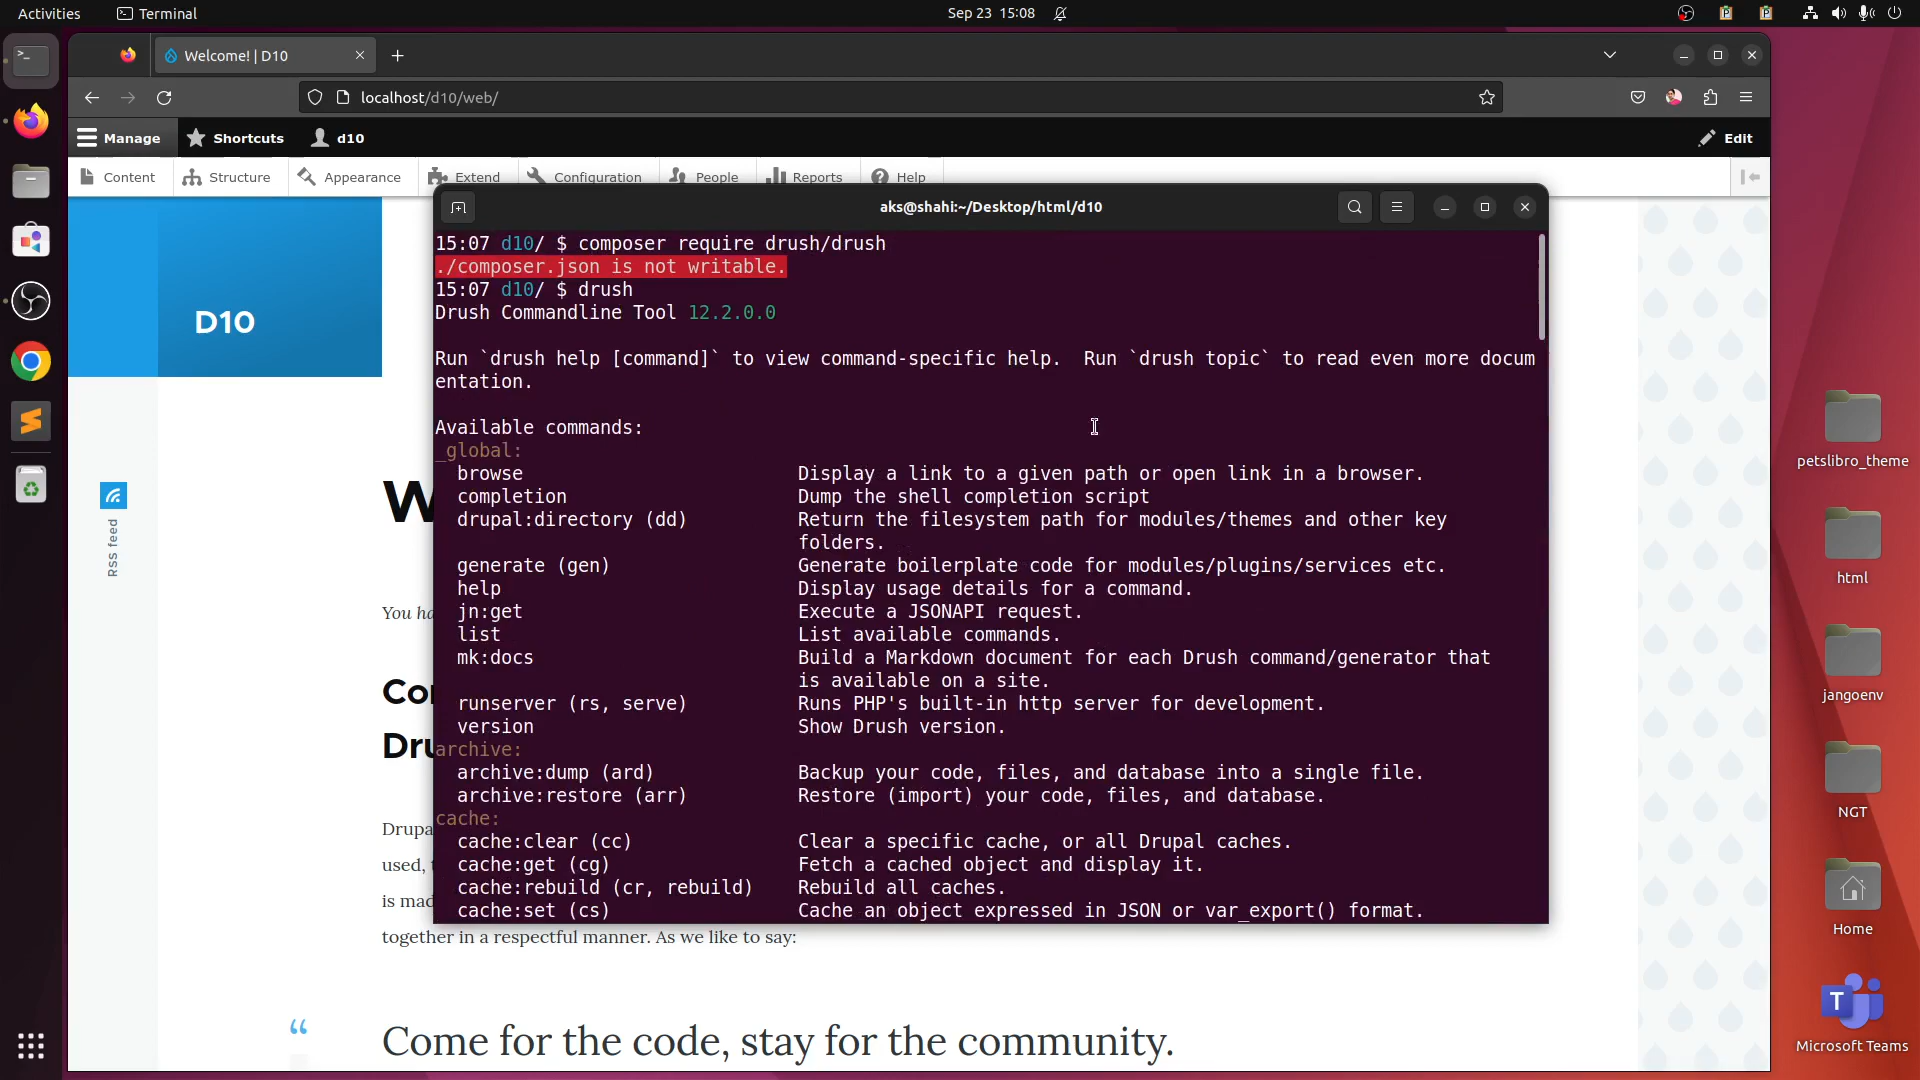 Activities
Terminal
Sep 23 15:08
Welcome! | D10
localhost/d10/web/
Manage
Shortcuts
d10
Edit
Content
Structure
Appearance
Extend
Configuration
People
Reports
Help
aks@shahi:~/Desktop/html/d10
15:07 d10/ $ composer require drush/drush
./composer.json is not writable.
15:07 d10/ $ drush
Drush Commandline Tool 12.2.0.0
Run `drush help [command]` to view command-specific help. Run `drush topic` to read even more docum
entation.
Available commands:
_global:
browse Display a link to a given path or open link in a browser.
completion Dump the shell completion script
drupal:directory (dd) Return the filesystem path for modules/themes and other key
folders.
generate (gen) Generate boilerplate code for modules/plugins/services etc.
help Display usage details for a command.
jn:get Execute a JSONAPI request.
list List available commands.
mk:docs Build a Markdown document for each Drush command/generator that
is available on a site.
runserver (rs, serve) Runs PHP's built-in http server for development.
version Show Drush version.
archive:
archive:dump (ard) Backup your code, files, and database into a single file.
archive:restore (arr) Restore (import) your code, files, and database.
cache:
cache:clear (cc) Clear a specific cache, or all Drupal caches.
cache:get (cg) Fetch a cached object and display it.
cache:rebuild (cr, rebuild) Rebuild all caches.
cache:set (cs) Cache an object expressed in JSON or var_export() format.
D10
RSS feed
W
You ha
Co
Dru
Drupa
used,
is mad
together in a respectful manner. As we like to say:
“
Come for the code, stay for the community.
petslibro_theme
html
jangoenv
NGT
Home
T
Microsoft Teams